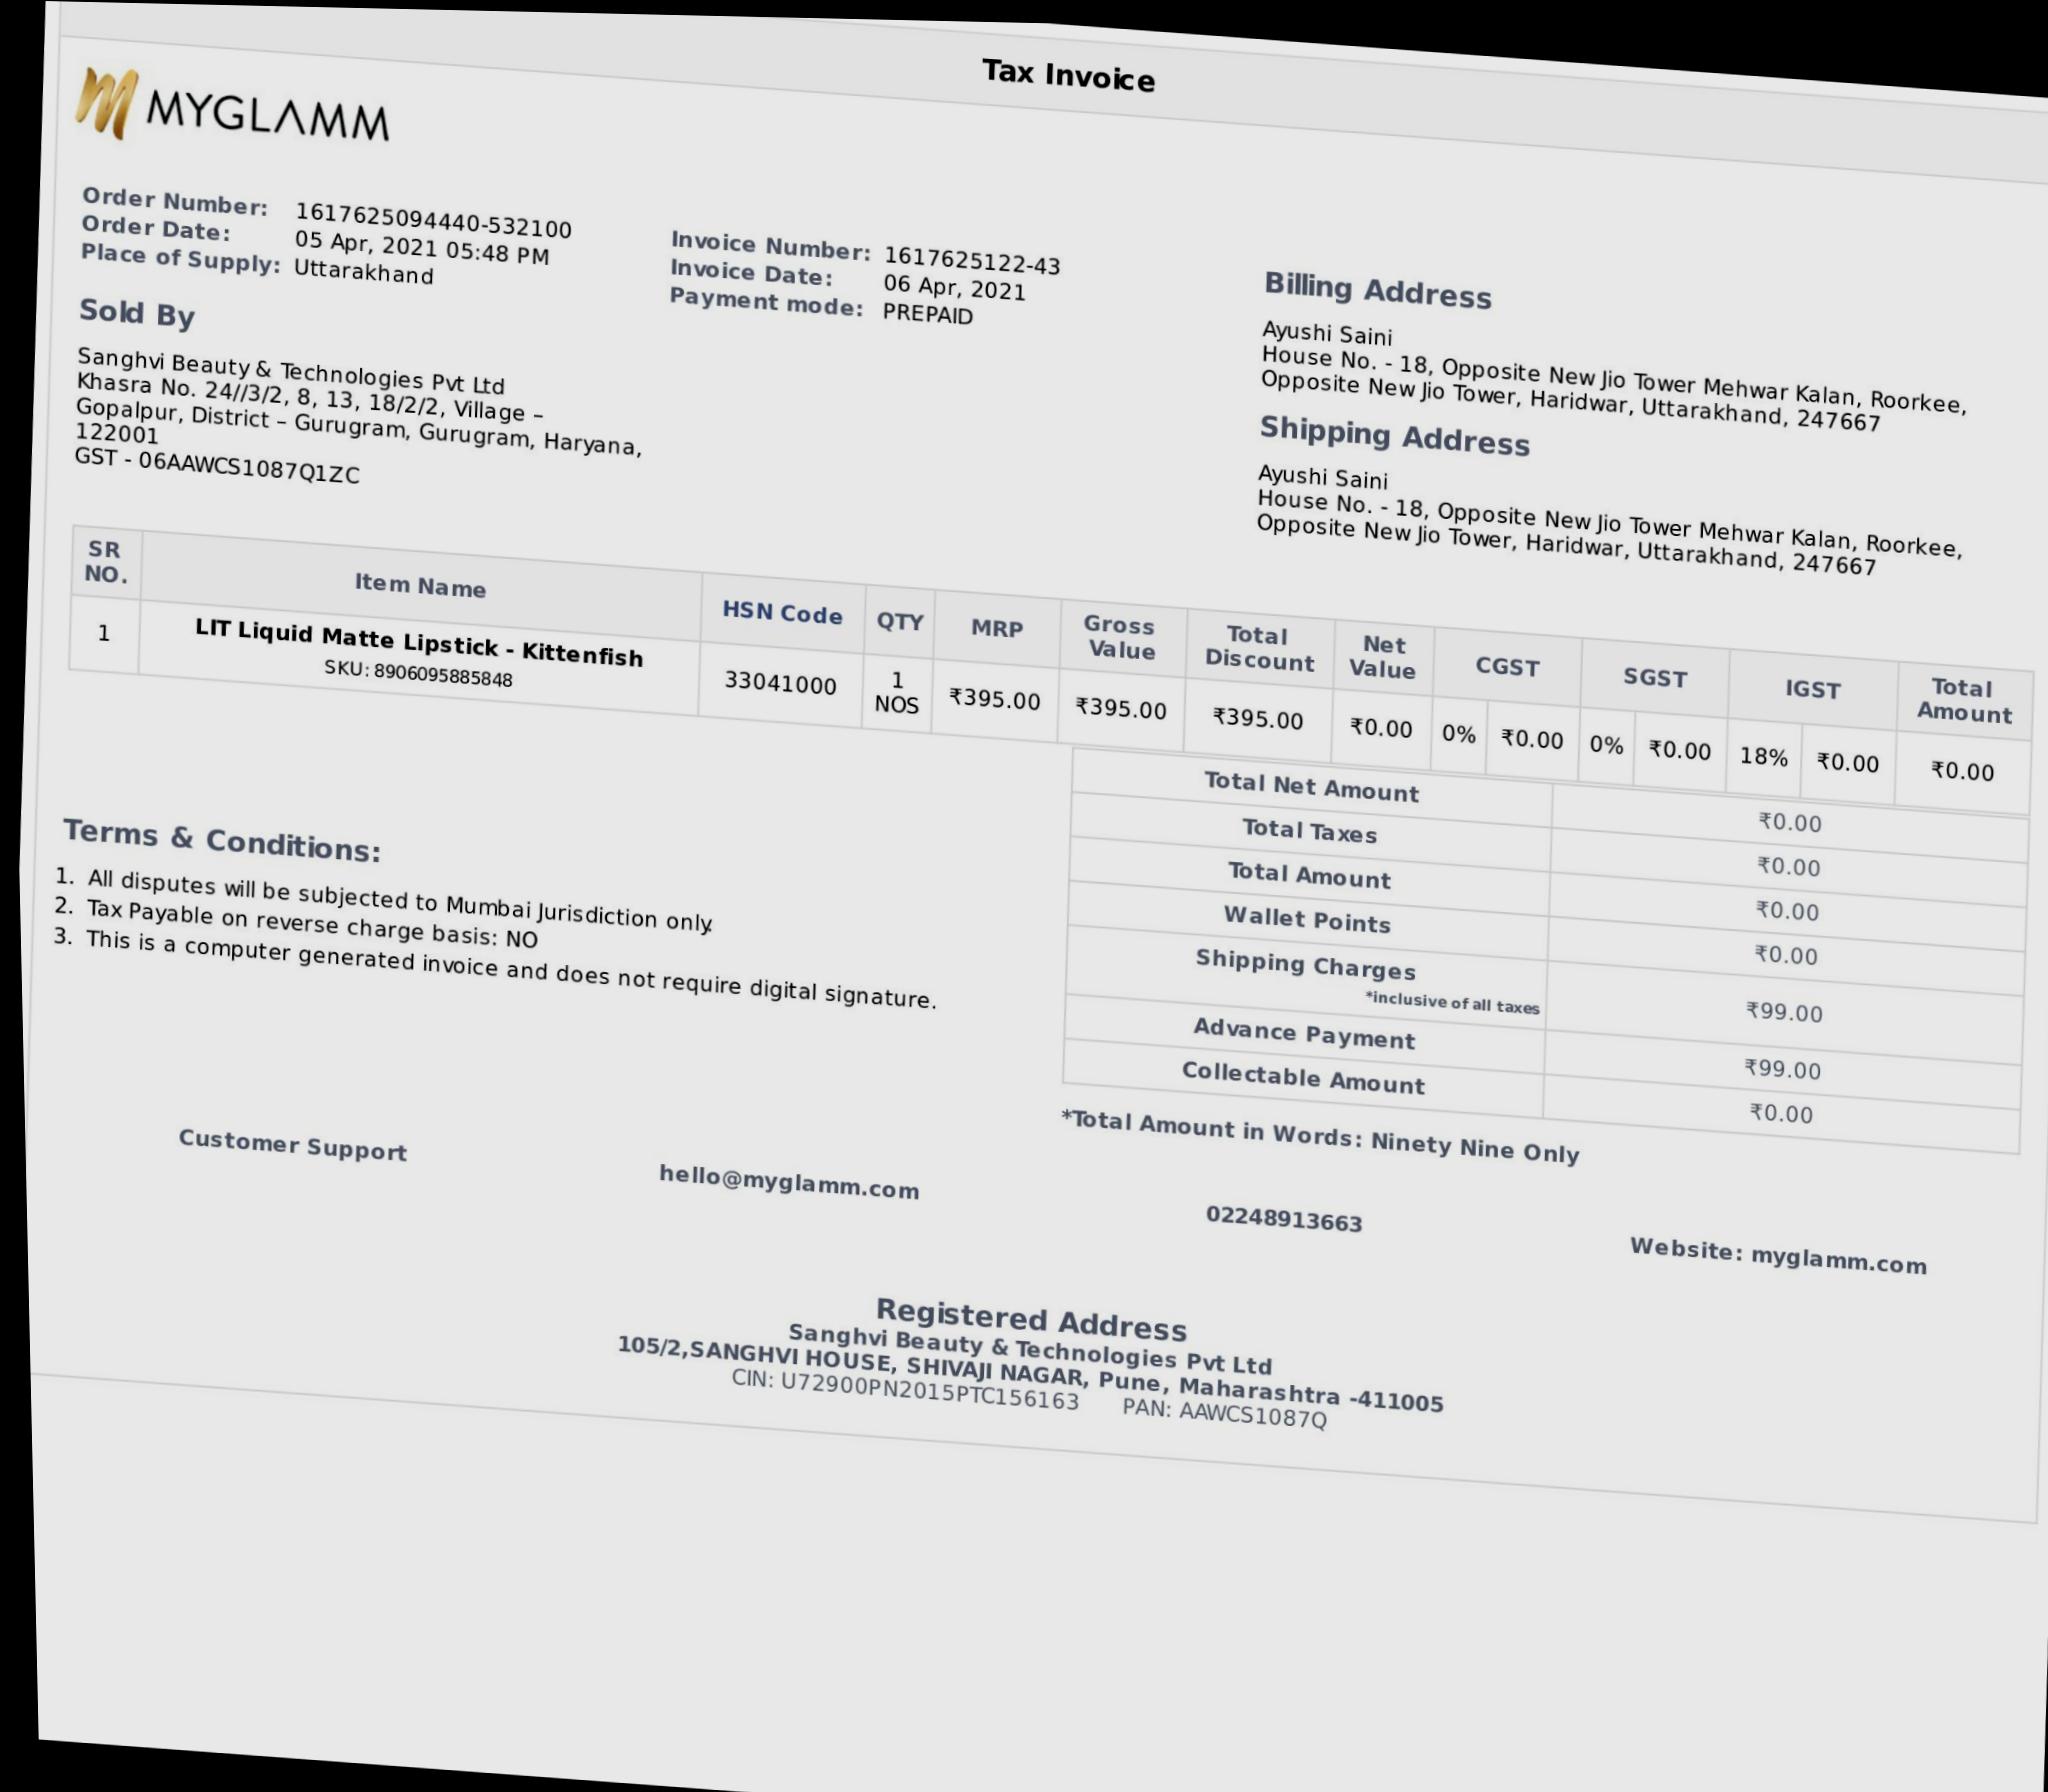 Tax Invoice
MYGLAMM
Order Number: 1617625094440-532100
Order Date: 05 Apr, 2021 05:48 PM
Place of Supply: Uttarakhand
Invoice Number: 1617625122-43
Invoice Date: 06 Apr, 2021
Payment mode: PREPAID
Sold By
Sanghvi Beauty & Technologies Pvt Ltd
Khasra No. 24//3/2, 8, 13, 18/2/2, Village –
Gopalpur, District – Gurugram, Gurugram, Haryana,
122001
GST - 06AAWCS1087Q1ZC
Billing Address
Ayushi Saini
House No. - 18, Opposite New Jio Tower Mehwar Kalan, Roorkee,
Opposite New Jio Tower, Haridwar, Uttarakhand, 247667
Shipping Address
Ayushi Saini
House No. - 18, Opposite New Jio Tower Mehwar Kalan, Roorkee,
Opposite New Jio Tower, Haridwar, Uttarakhand, 247667
SR NO. Item Name HSN Code QTY MRP Gross Value Total Discount Net Value CGST SGST IGST Total Amount
1 LIT Liquid Matte Lipstick - Kittenfish 33041000 1 NOS ₹395.00 ₹395.00 ₹395.00 ₹0.00 0% ₹0.00 0% ₹0.00 18% ₹0.00 ₹0.00
SKU: 8906095885848
Total Net Amount ₹0.00
Total Taxes ₹0.00
Total Amount ₹0.00
Wallet Points ₹0.00
Shipping Charges ₹99.00
*inclusive of all taxes
Advance Payment ₹99.00
Collectable Amount ₹0.00
*Total Amount in Words: Ninety Nine Only
Terms & Conditions:
1. All disputes will be subjected to Mumbai Jurisdiction only.
2. Tax Payable on reverse charge basis: NO
3. This is a computer generated invoice and does not require digital signature.
Customer Support hello@myglamm.com 02248913663 Website: myglamm.com
Registered Address
Sanghvi Beauty & Technologies Pvt Ltd
105/2,SANGHVI HOUSE, SHIVAJI NAGAR, Pune, Maharashtra -411005
CIN: U72900PN2015PTC156163 PAN: AAWCS1087Q